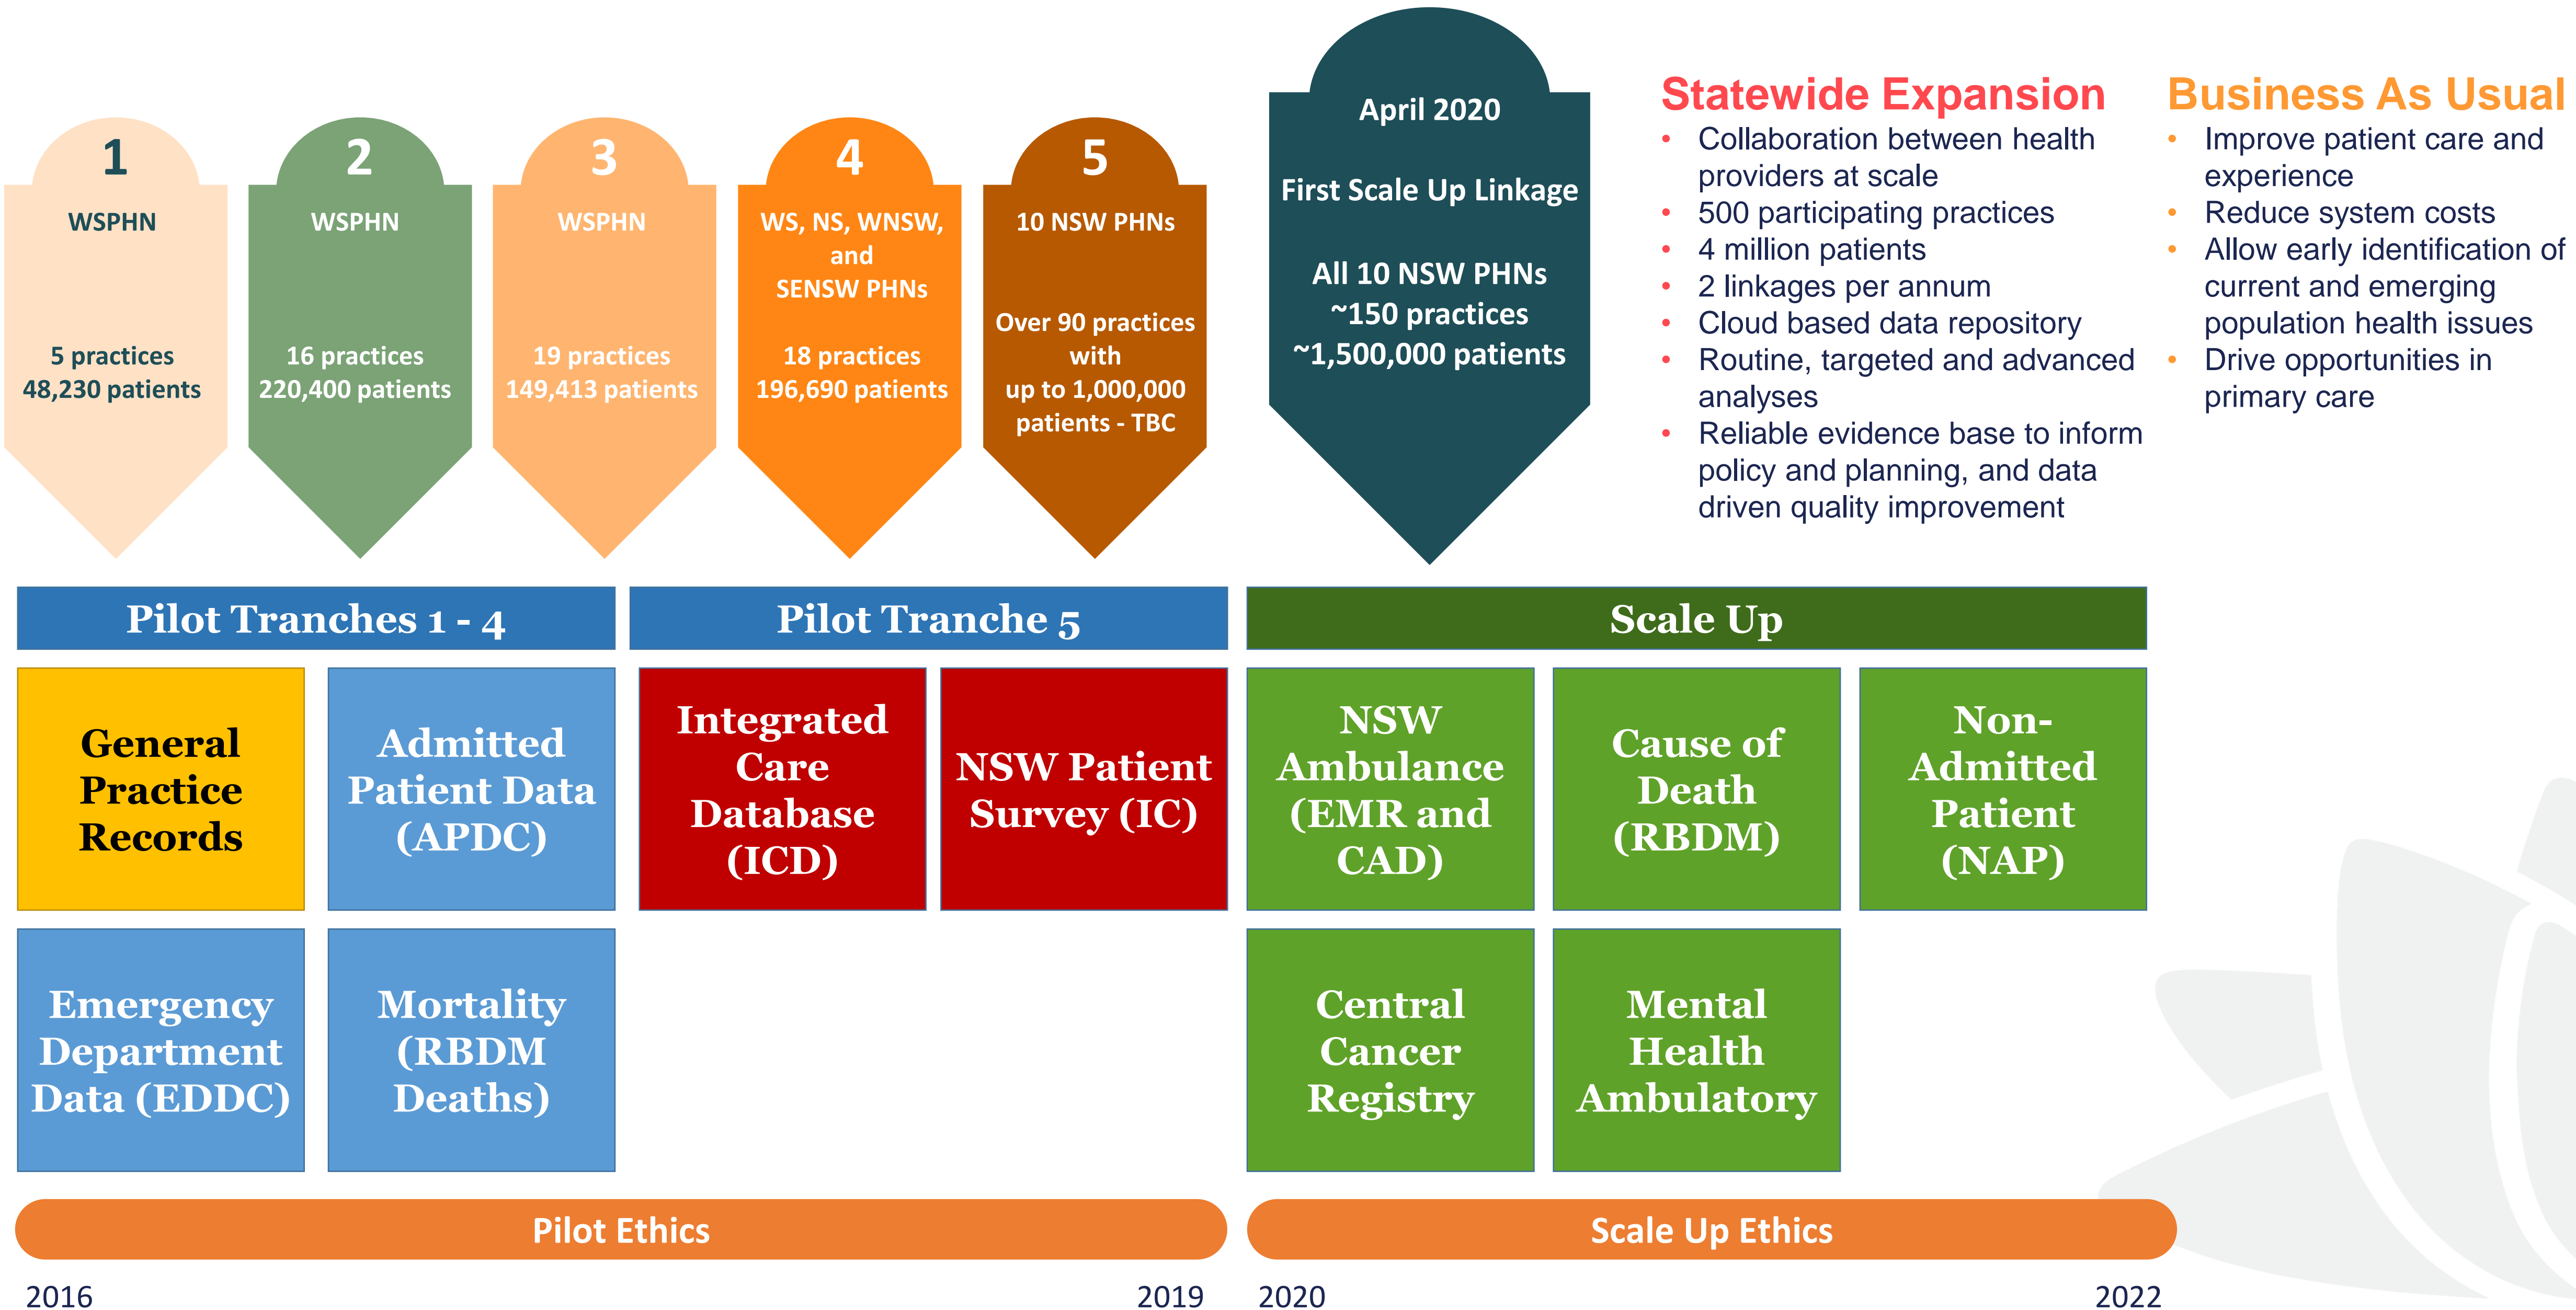 1
WSPHN
5 practices
48,230 patients
2
WSPHN
16 practices
220,400 patients
3
WSPHN
19 practices
149,413 patients
4
WS, NS, WNSW,
and
SENSW PHNs
18 practices
196,690 patients
5
10 NSW PHNs
Over 90 practices
with
up to 1,000,000
patients - TBC
April 2020
First Scale Up Linkage
All 10 NSW PHNs
~150 practices
~1,500,000 patients
Statewide Expansion
• Collaboration between health
providers at scale
• 500 participating practices
• 4 million patients
• 2 linkages per annum
• Cloud based data repository
• Routine, targeted and advanced
analyses
• Reliable evidence base to inform
policy and planning, and data
driven quality improvement
Business As Usual
• Improve patient care and
experience
• Reduce system costs
• Allow early identification of
current and emerging
population health issues
• Drive opportunities in
primary care
Pilot Tranches 1 - 4
Pilot Tranche 5
Scale Up
General
Practice
Records
Admitted
Patient Data
(APDC)
Integrated
Care
Database
(ICD)
NSW Patient
Survey (IC)
NSW
Ambulance
(EMR and
CAD)
Cause of
Death
(RBDM)
Non-
Admitted
Patient
(NAP)
Emergency
Department
Data (EDDC)
Mortality
(RBDM
Deaths)
Central
Cancer
Registry
Mental
Health
Ambulatory
Pilot Ethics
Scale Up Ethics
2016
2019
2020
2022